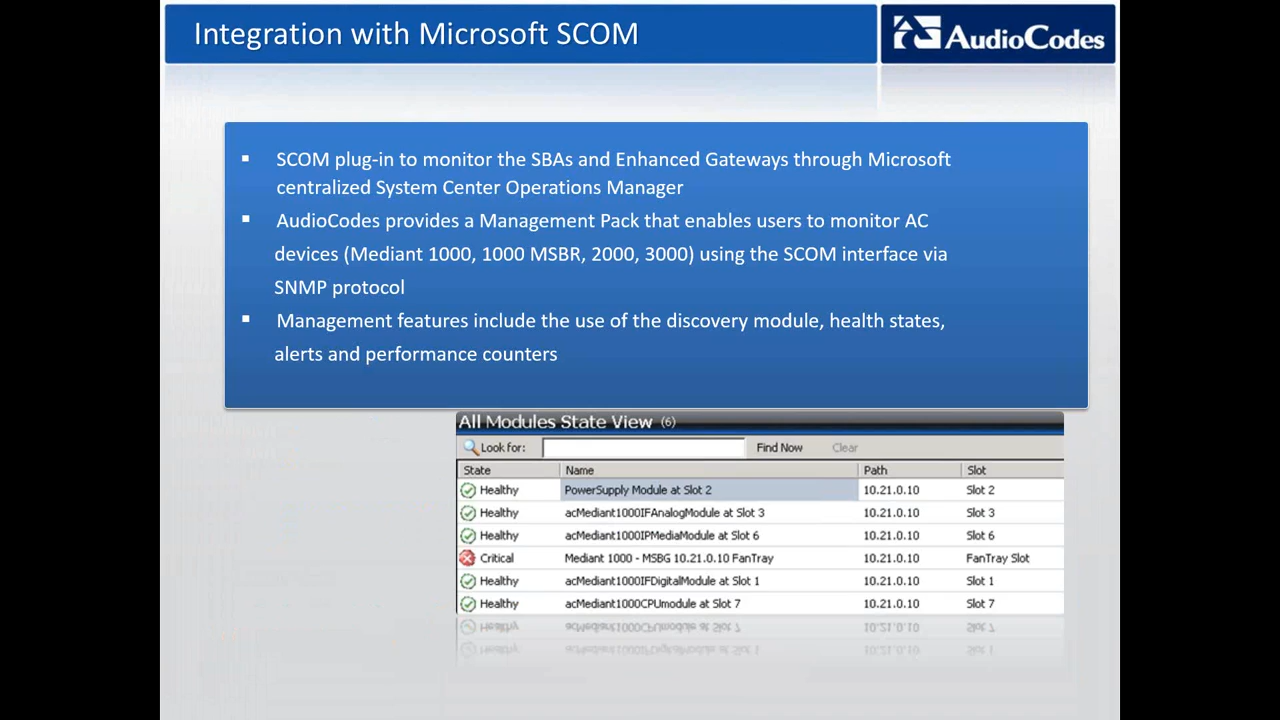 Integration with Microsoft SCOM
AudioCodes
▪ SCOM plug-in to monitor the SBAs and Enhanced Gateways through Microsoft
centralized System Center Operations Manager
▪ AudioCodes provides a Management Pack that enables users to monitor AC
devices (Mediant 1000, 1000 MSBR, 2000, 3000) using the SCOM interface via
SNMP protocol
▪ Management features include the use of the discovery module, health states,
alerts and performance counters
All Modules State View (6)
Look for: Find Now Clear
State Name Path Slot
Healthy PowerSupply Module at Slot 2 10.21.0.10 Slot 2
Healthy acMediant1000IFAnalogModule at Slot 3 10.21.0.10 Slot 3
Healthy acMediant1000IPMediaModule at Slot 6 10.21.0.10 Slot 6
Critical Mediant 1000 - MSBG 10.21.0.10 FanTray 10.21.0.10 FanTray Slot
Healthy acMediant1000IFDigitalModule at Slot 1 10.21.0.10 Slot 1
Healthy acMediant1000CPUmodule at Slot 7 10.21.0.10 Slot 7